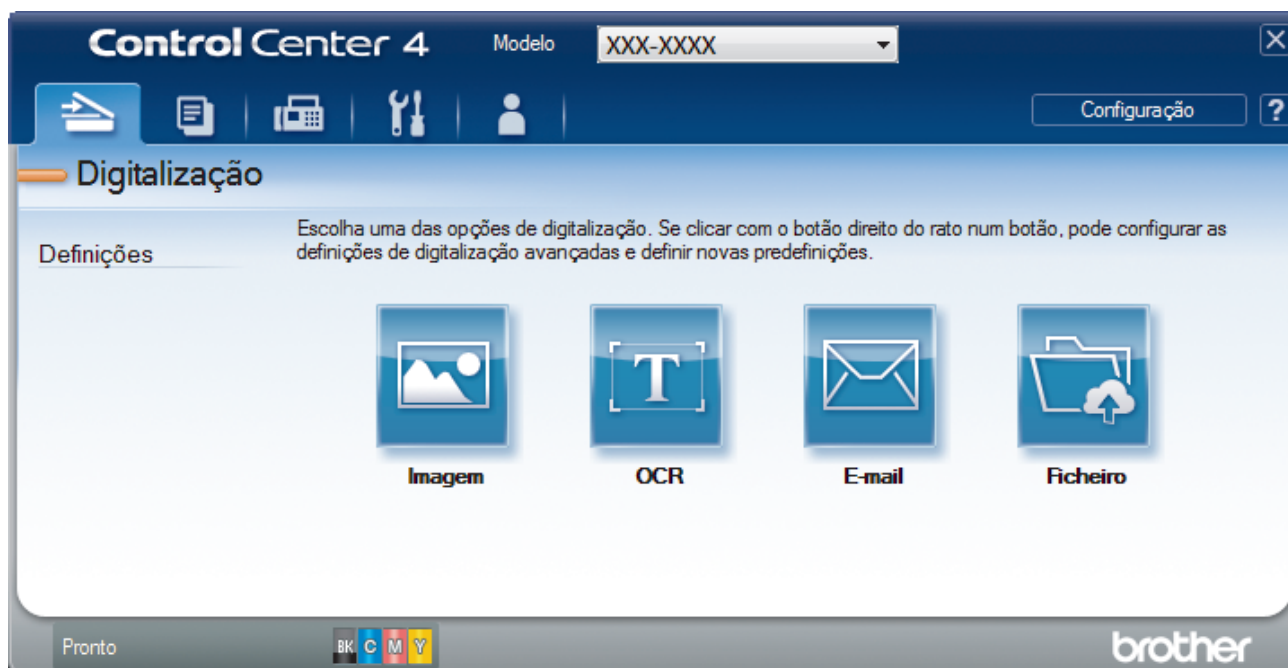 Control Center 4 Modelo XXX-XXXX
Configuração ?
Digitalização
Escolha uma das opções de digitalização. Se clicar com o botão direito do rato num botão, pode configurar as
Definições
definições de digitalização avançadas e definir novas predefinições.
T
Imagem OCR E-mail Ficheiro
Pronto BK C M Y brother